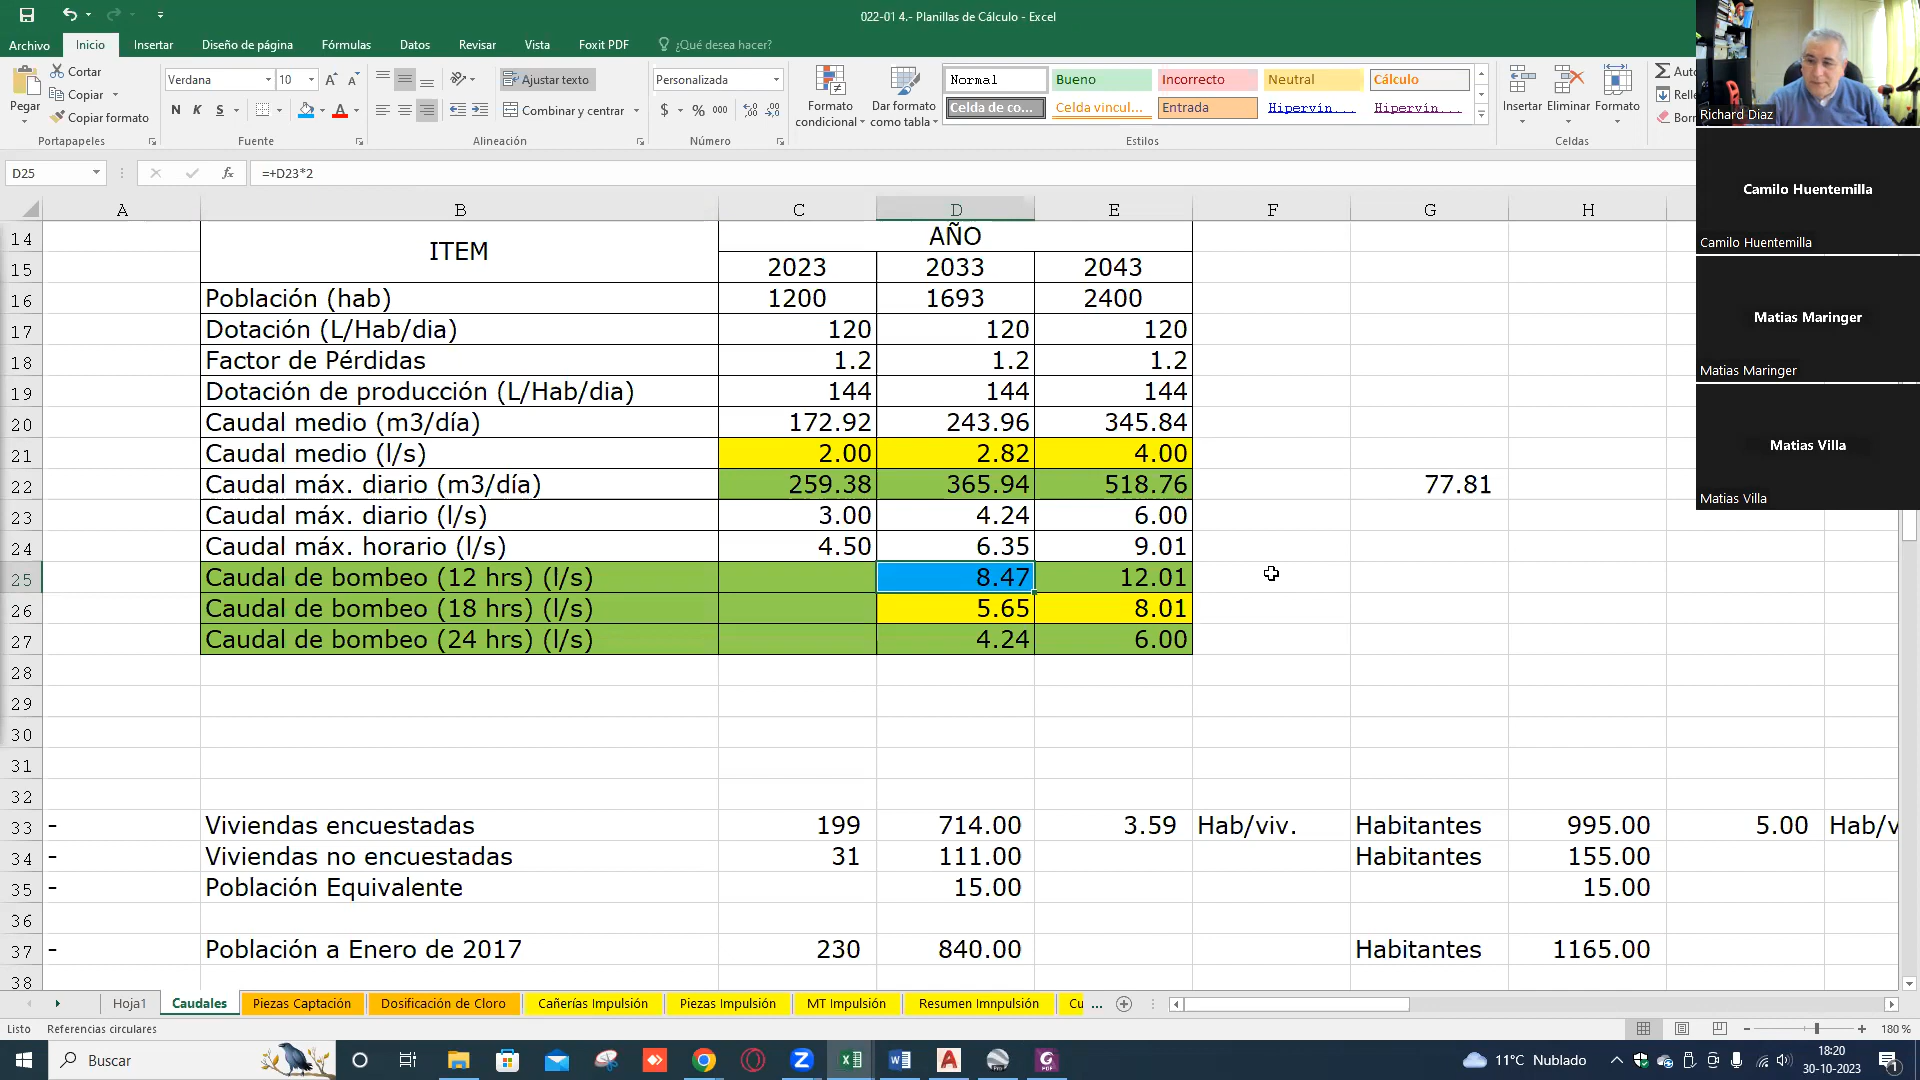 022-01 4.- Planillas de Cálculo - Excel
Archivo Inicio Insertar Diseño de página Fórmulas Datos Revisar Vista Foxit PDF ¿Qué desea hacer?
Pegar
Cortar
Copiar
Copiar formato
Portapapeles
Verdana 10
N K S
Fuente
Ajustar texto
Combinar y centrar
Alineación
Personalizada
$ % 000
Número
Formato condicional
Dar formato como tabla
Normal Bueno Incorrecto Neutral Cálculo
Celda de co... Celda vincul... Entrada Hipervín... Hipervín...
Estilos
Insertar Eliminar Formato
Celdas
Auto
Relle
Borr
Richard Diaz
Camilo Huentemilla
Camilo Huentemilla
Matias Maringer
Matias Maringer
Matias Villa
Matias Villa
D25 fx =+D23*2
A B C D E F G H
14 ITEM AÑO
15 2023 2033 2043
16 Población (hab) 1200 1693 2400
17 Dotación (L/Hab/dia) 120 120 120
18 Factor de Pérdidas 1.2 1.2 1.2
19 Dotación de producción (L/Hab/dia) 144 144 144
20 Caudal medio (m3/día) 172.92 243.96 345.84
21 Caudal medio (l/s) 2.00 2.82 4.00
22 Caudal máx. diario (m3/día) 259.38 365.94 518.76 77.81
23 Caudal máx. diario (l/s) 3.00 4.24 6.00
24 Caudal máx. horario (l/s) 4.50 6.35 9.01
25 Caudal de bombeo (12 hrs) (l/s) 8.47 12.01
26 Caudal de bombeo (18 hrs) (l/s) 5.65 8.01
27 Caudal de bombeo (24 hrs) (l/s) 4.24 6.00
28
29
30
31
32
33 - Viviendas encuestadas 199 714.00 3.59 Hab/viv. Habitantes 995.00 5.00 Hab/v
34 - Viviendas no encuestadas 31 111.00 Habitantes 155.00
35 - Población Equivalente 15.00 15.00
36
37 - Población a Enero de 2017 230 840.00 Habitantes 1165.00
38
Hoja1 Caudales Piezas Captación Dosificación de Cloro Cañerías Impulsión Piezas Impulsión MT Impulsión Resumen Imnpulsión Cu ...
Listo Referencias circulares 180 %
Buscar 11°C Nublado 18:20
30-10-2023 1